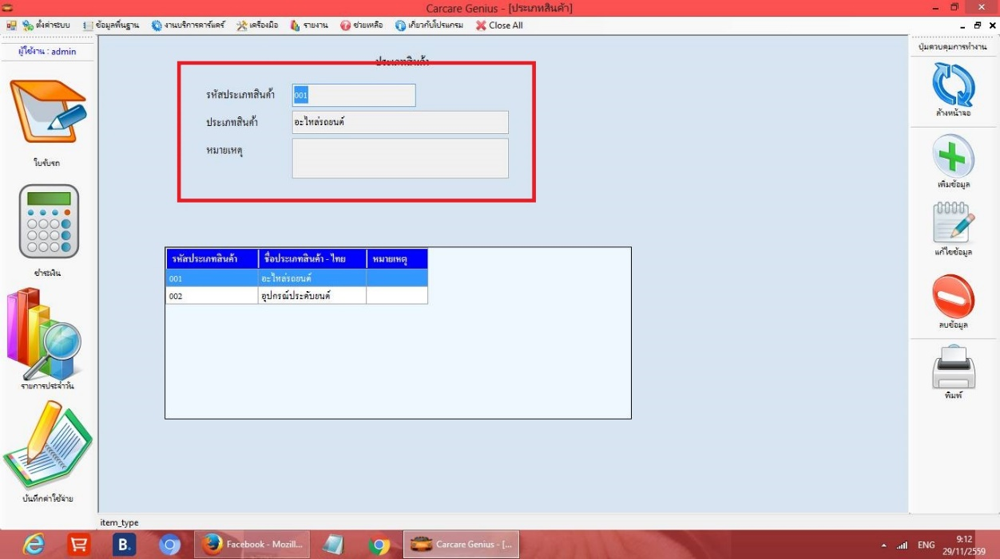 Carcare Genius - [ประเภทสินค้า]
ตั้งค่าระบบ ข้อมูลพื้นฐาน งานบริการคาร์แคร์ เครื่องมือ รายงาน ช่วยเหลือ เกี่ยวกับโปรแกรม Close All
ผู้ใช้งาน : admin
ปุ่มควบคุมการทำงาน
ประเภทสินค้า
รหัสประเภทสินค้า 001
ประเภทสินค้า อะไหล่รถยนต์
หมายเหตุ
ใบรับรถ
ชำระเงิน
รายการประจำวัน
บันทึกค่าใช้จ่าย
รหัสประเภทสินค้า ชื่อประเภทสินค้า - ไทย หมายเหตุ
001 อะไหล่รถยนต์
002 อุปกรณ์ประดับยนต์
ล้างหน้าจอ
เพิ่มข้อมูล
แก้ไขข้อมูล
ลบข้อมูล
พิมพ์
item_type
B.
Facebook - Mozill...
Carcare Genius - [...
ENG
9:12
29/11/2559